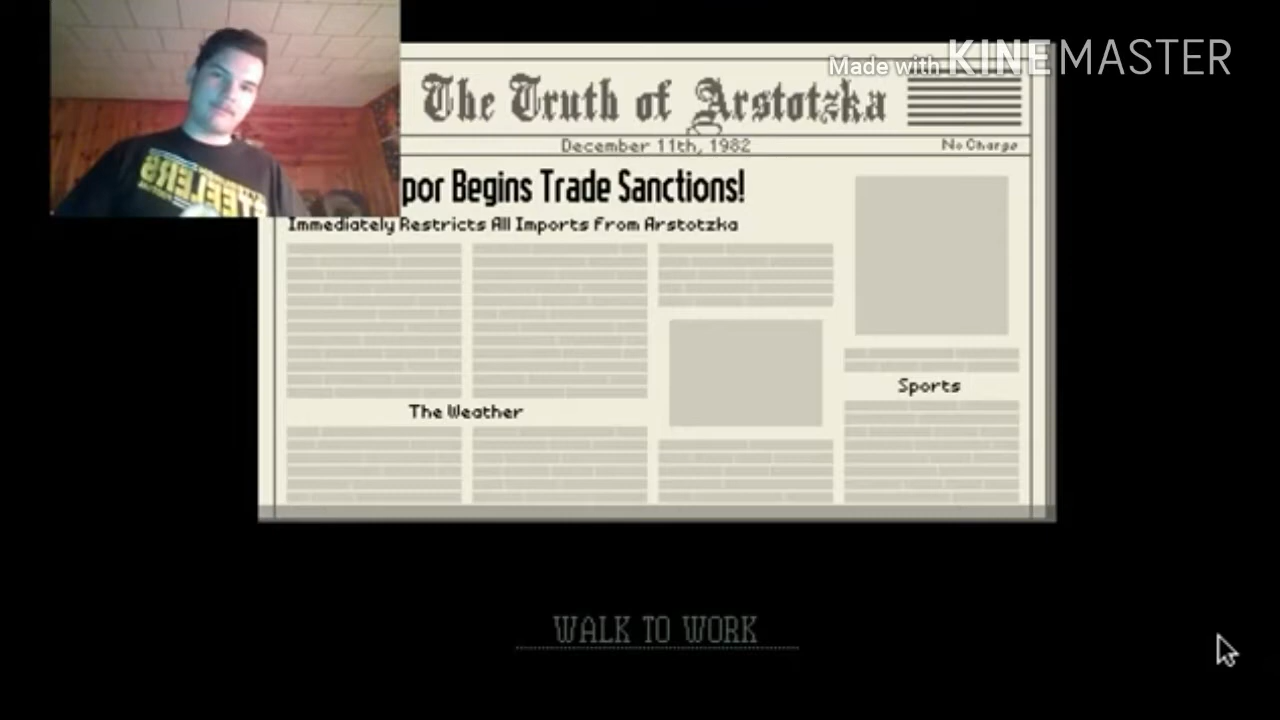 Made with KINEMASTER
The Truth of Arstotzka
December 11th, 1982
No Charge
por Begins Trade Sanctions!
Immediately Restricts All Imports From Arstotzka
Sports
The Weather
STEELERS
WALK TO WORK